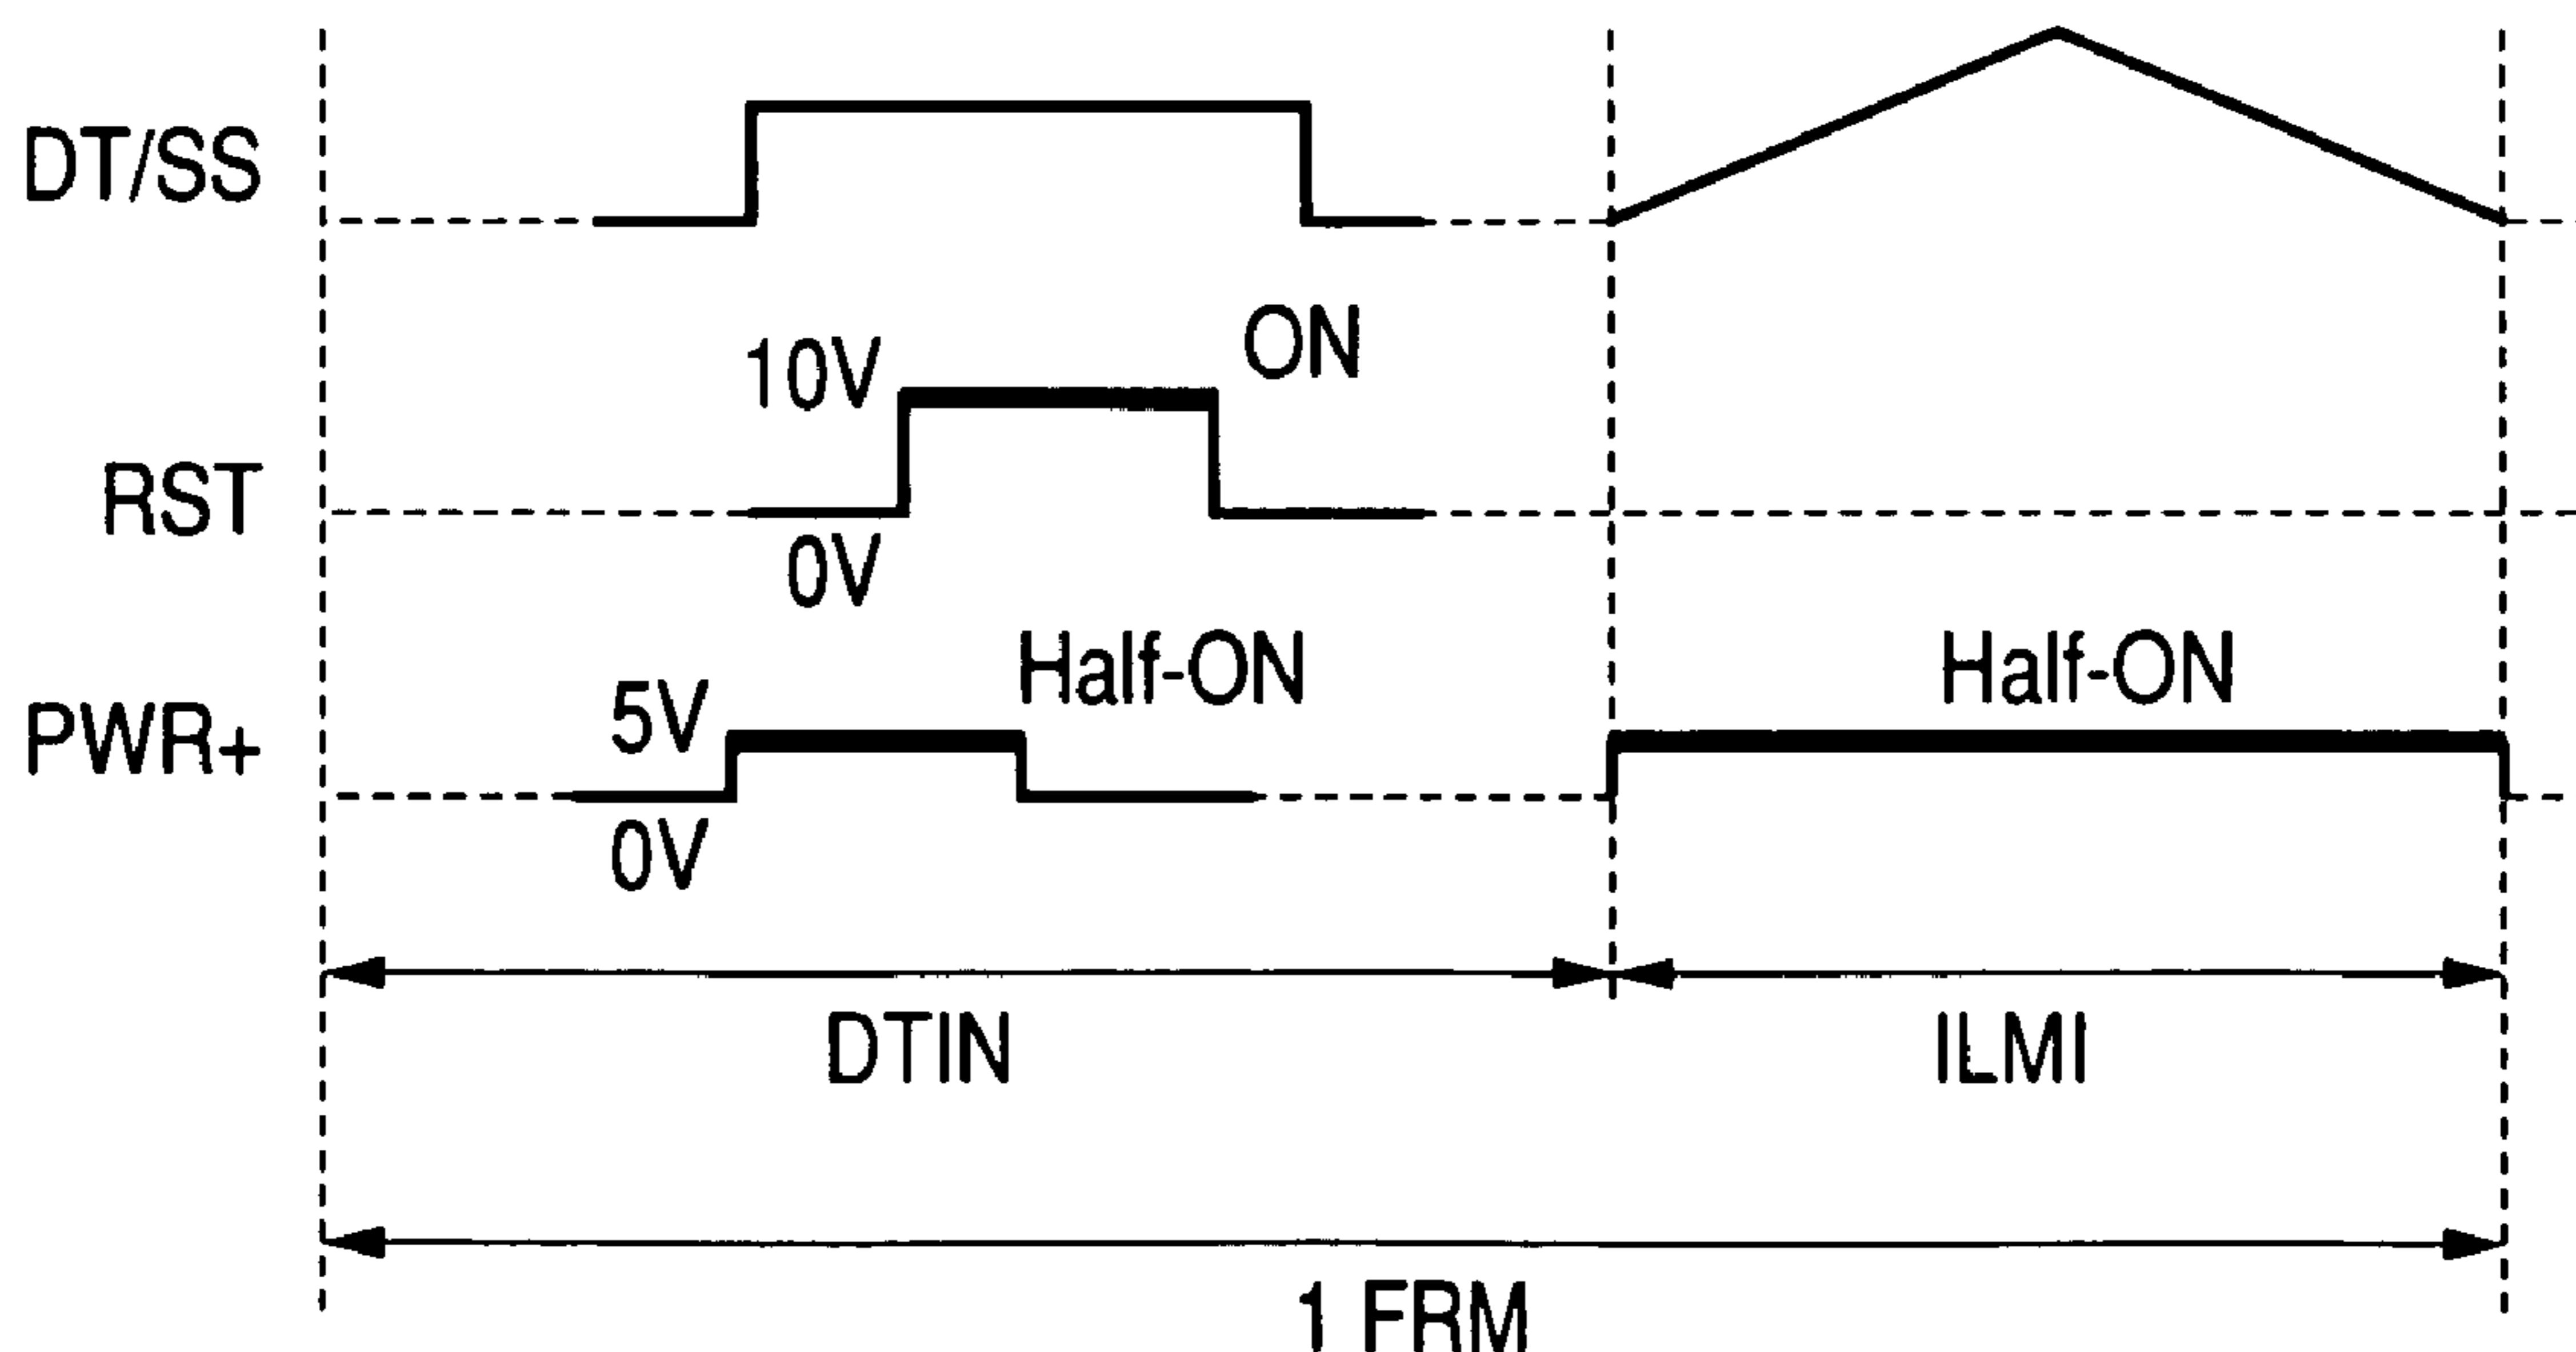 DT/SS
ON
10V
RST
0V
Half-ON
Half-ON
5V
PWR+
0V
DTIN
ILMI
1 FRM